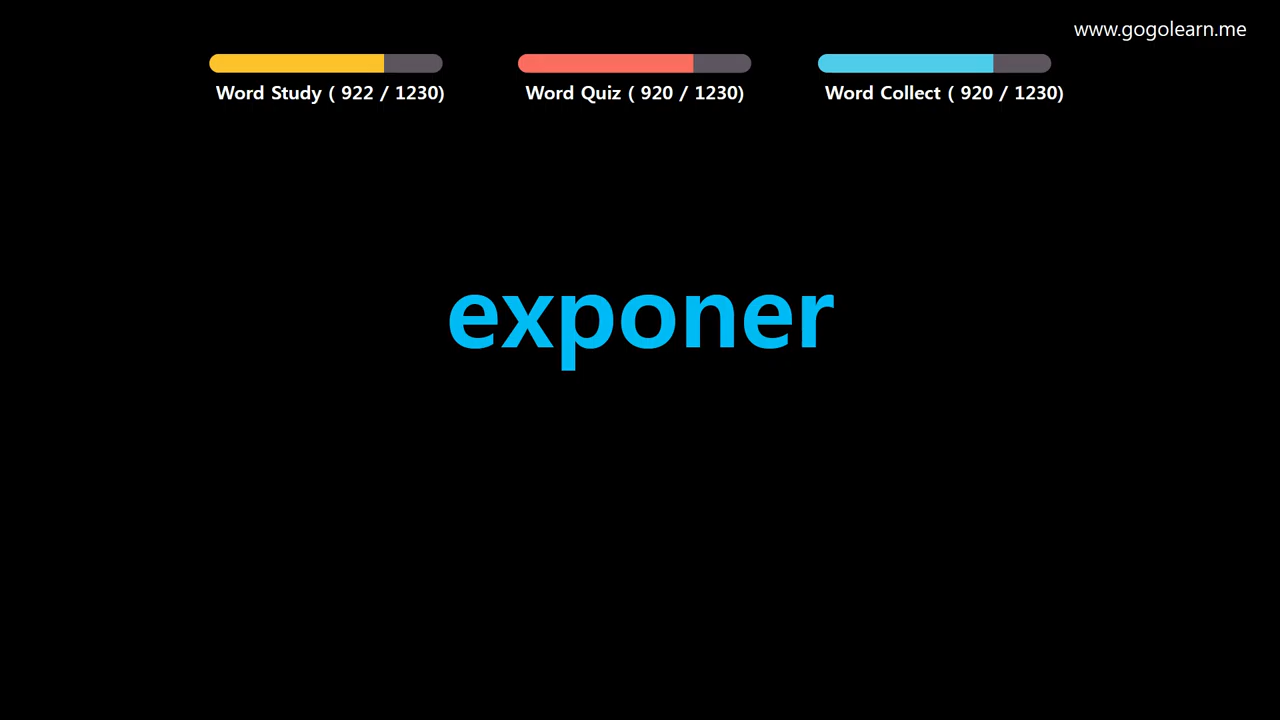 www.gogolearn.me
Word Study ( 922 / 1230)
Word Quiz ( 920 / 1230)
Word Collect ( 920 / 1230)
exponer